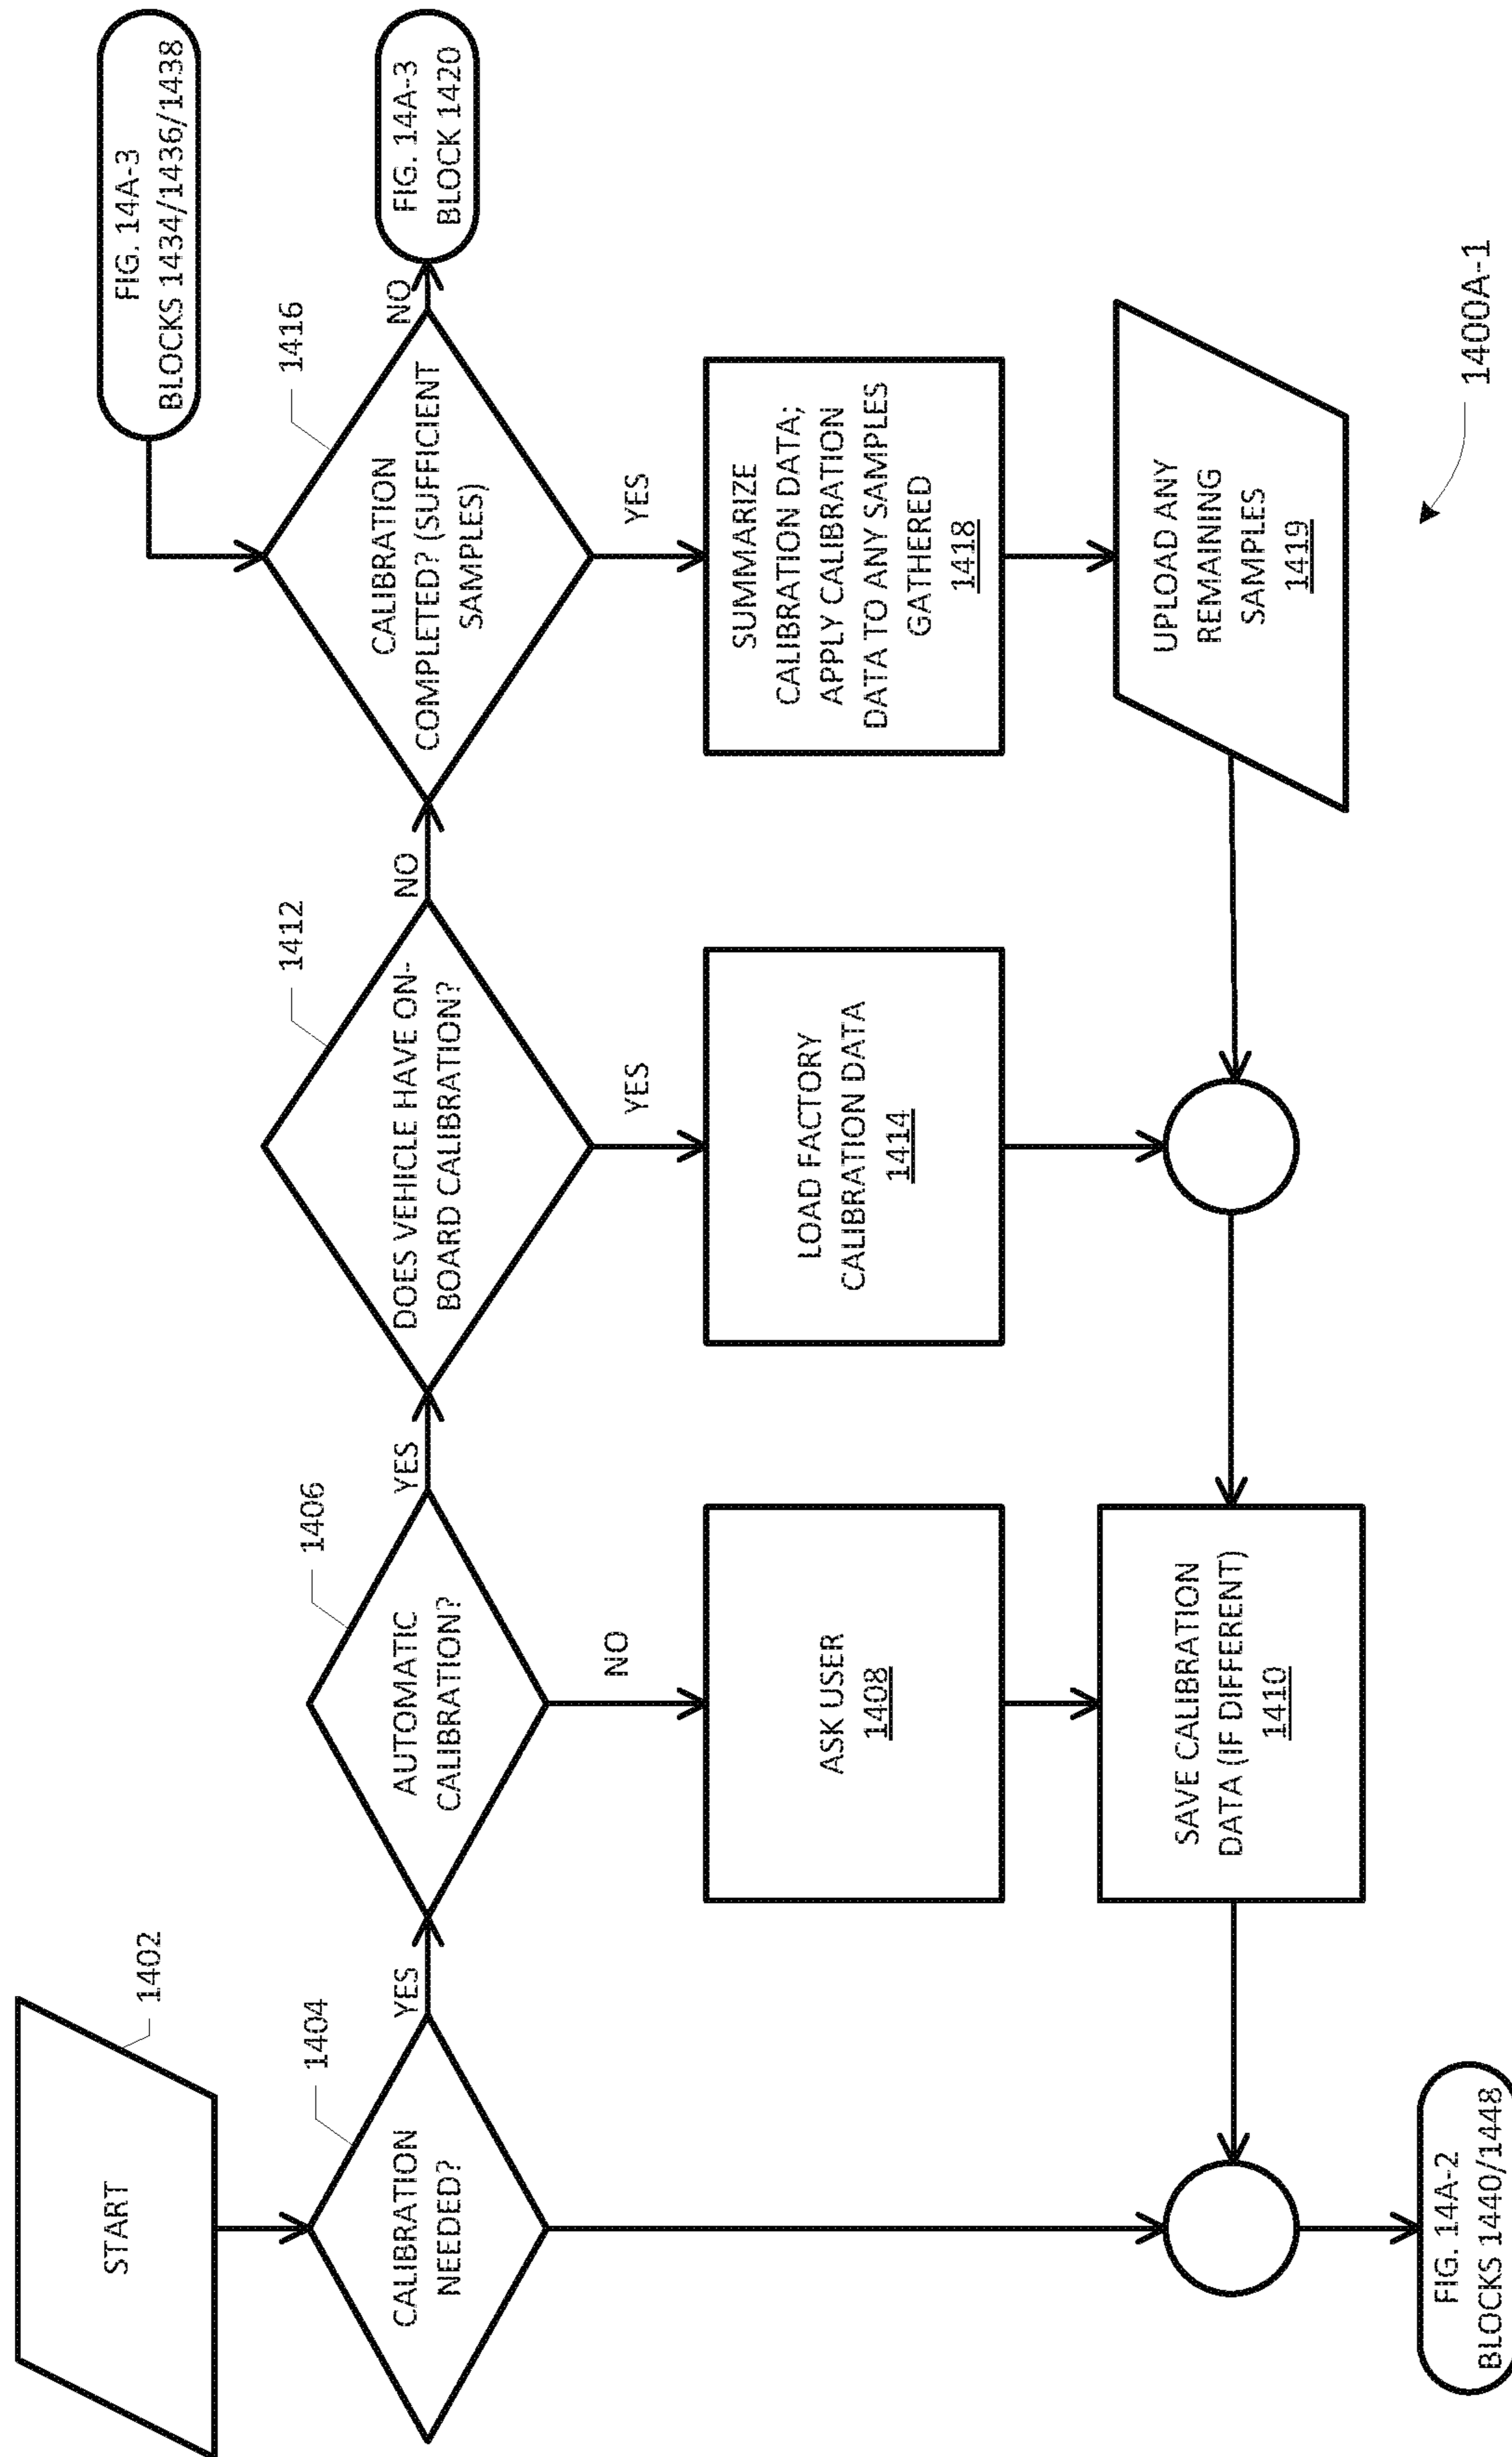 START
1402
CALIBRATION
NEEDED?
1404
YES
AUTOMATIC
CALIBRATION?
1406
YES
DOES VEHICLE HAVE ON-
BOARD CALIBRATION?
1412
NO
CALIBRATION
COMPLETED? (SUFFICIENT
SAMPLES)
1416
NO
FIG. 14A-3
BLOCKS 1434/1436/1438
FIG. 14A-3
BLOCK 1420
NO
ASK USER
1408
YES
LOAD FACTORY
CALIBRATION DATA
1414
YES
SUMMARIZE
CALIBRATION DATA;
APPLY CALIBRATION
DATA TO ANY SAMPLES
GATHERED
1418
SAVE CALIBRATION
DATA (IF DIFFERENT)
1410
UPLOAD ANY
REMAINING
SAMPLES
1419
FIG. 14A-2
BLOCKS 1440/1448
1400A-1